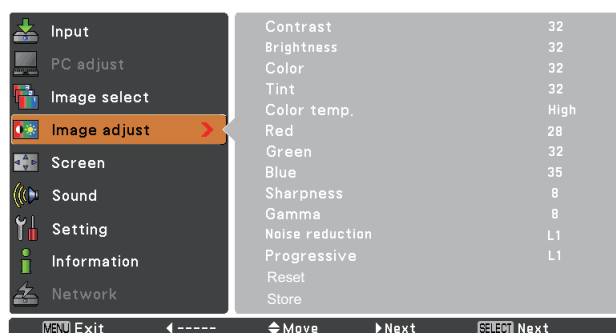 Input
PC adjust
Image select
Image adjust
Screen
Sound
Setting
Information
Network
Contrast 32
Brightness 32
Color 32
Tint 32
Color temp. High
Red 28
Green 32
Blue 35
Sharpness 8
Gamma 8
Noise reduction L1
Progressive L1
Reset
Store
MENU Exit ◀ ----- ◆ Move ▶ Next SELECT Next